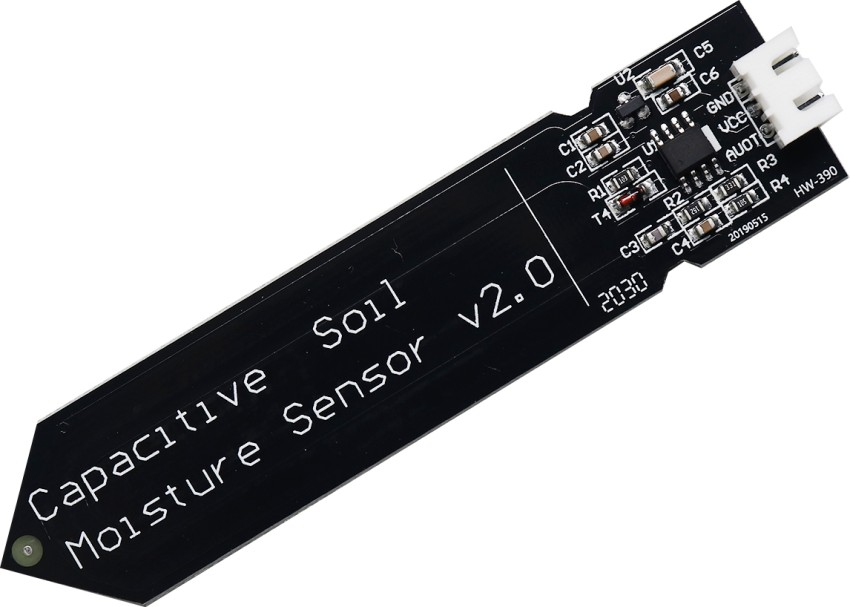 Capacitive Soil
Moisture Sensor v2.0
2030
C5
U2
C6
GND
VCC
AUOT
C1
C2
U1
R1
T4
R2
R3
R4
C3
C4
HW-390
20190515